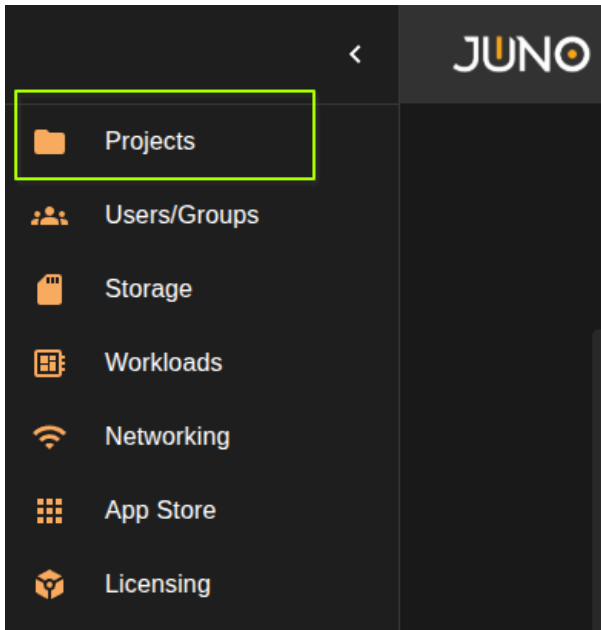 JUNO
Projects
Users/Groups
Storage
Workloads
Networking
App Store
Licensing